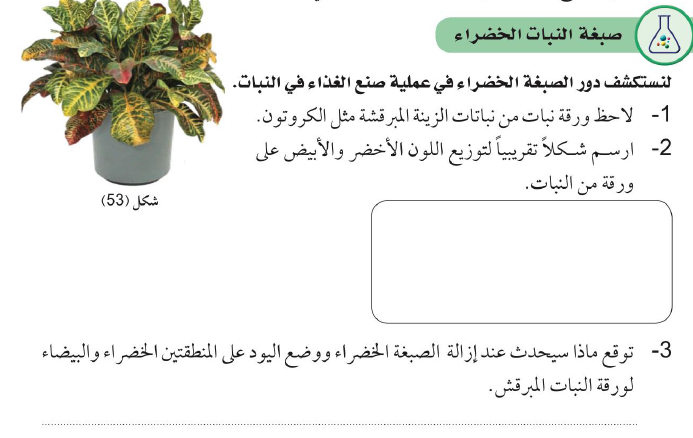 صبغة النبات الخضراء
لنستكشف دور الصبغة الخضراء في عملية صنع الغذاء في النبات.
1- لاحظ ورقة نبات من نباتات الزينة المبرقشة مثل الكروتون.
2- ارسم شكلاً تقريبياً لتوزيع اللون الأخضر والأبيض على
ورقة من النبات.
شكل (53)
3- توقع ماذا سيحدث عند إزالة الصبغة الخضراء ووضع اليود على المنطقتين الخضراء والبيضاء
لورقة النبات المبرقش.